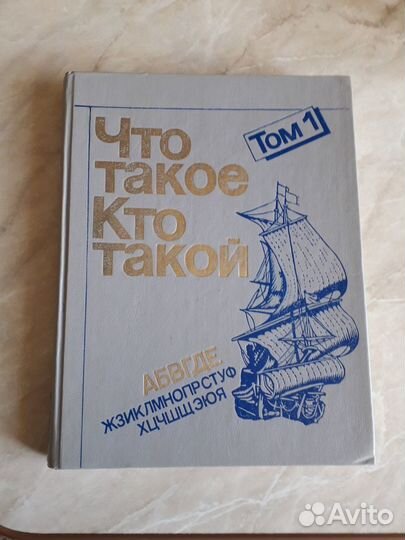 Том 1
Что
такое
Кто
такой
АБВГДЕ
ЖЗИКЛМНОПРСТУФ
ХЦЧШЩЭЮЯ
Avito